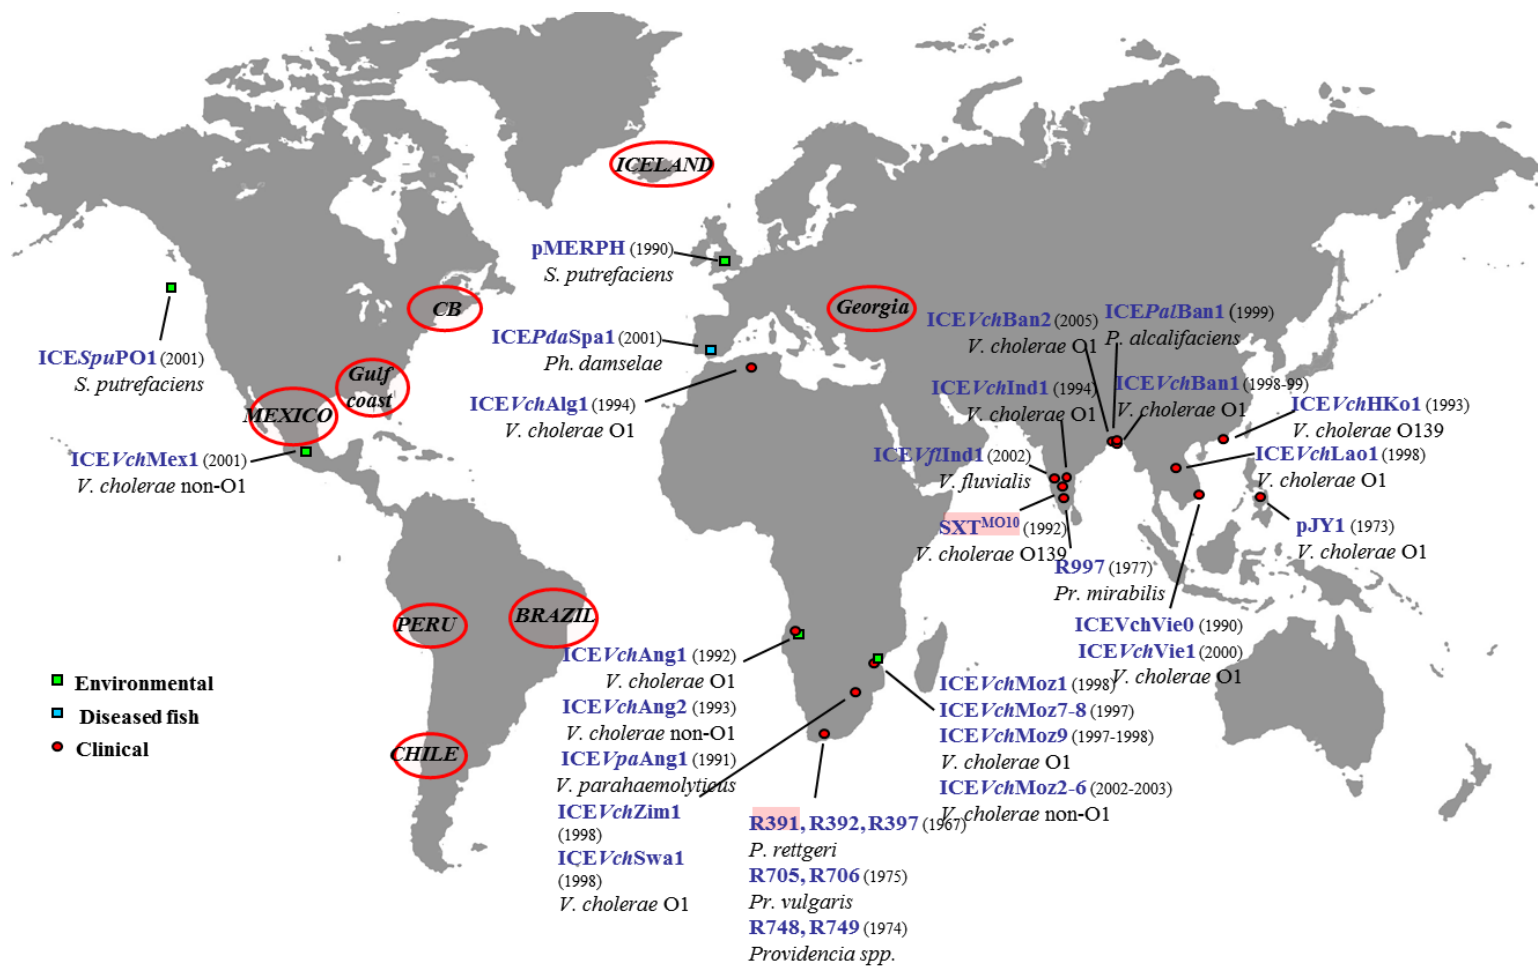 ICELAND
pMERPH (1990)
S. putrefaciens
CB
Georgia
ICEPdaSpa1 (2001)
Ph. damselae
ICEVchBan2 (2005)
V. cholerae O1
ICEPalBan1 (1999)
P. alcalifaciens
ICESpuPO1 (2001)
S. putrefaciens
Gulf
coast
MEXICO
ICEVchAlg1 (1994)
V. cholerae O1
ICEVchInd1 (1994)
V. cholerae O1
ICEVchBan1 (1998-99)
V. cholerae O1
ICEVchHKo1 (1993)
V. cholerae O139
ICEVchMex1 (2001)
V. cholerae non-O1
ICEVflInd1 (2002)
V. fluvialis
ICEVchLao1 (1998)
V. cholerae O1
SXTMO10 (1992)
V. cholerae O139
pJY1 (1973)
V. cholerae O1
R997 (1977)
Pr. mirabilis
PERU
BRAZIL
ICEVchVie0 (1990)
ICEVchVie1 (2000)
V. cholerae O1
CHILE
Environmental
Diseased fish
Clinical
ICEVchAng1 (1992)
V. cholerae O1
ICEVchAng2 (1993)
V. cholerae non-O1
ICEVpaAng1 (1991)
V. parahaemolyticus
ICEVchZim1
(1998)
ICEVchSwa1
(1998)
V. cholerae O1
ICEVchMoz1 (1998)
ICEVchMoz7-8 (1997)
ICEVchMoz9 (1997-1998)
V. cholerae O1
ICEVchMoz2-6 (2002-2003)
V. cholerae non-O1
R391, R392, R397 (1967)
P. rettgeri
R705, R706 (1975)
Pr. vulgaris
R748, R749 (1974)
Providencia spp.